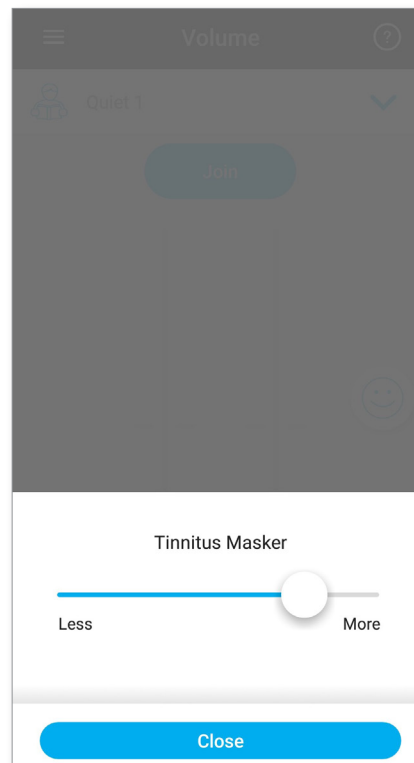 Volume
Quiet 1
Join
Tinnitus Masker
Less More
Close